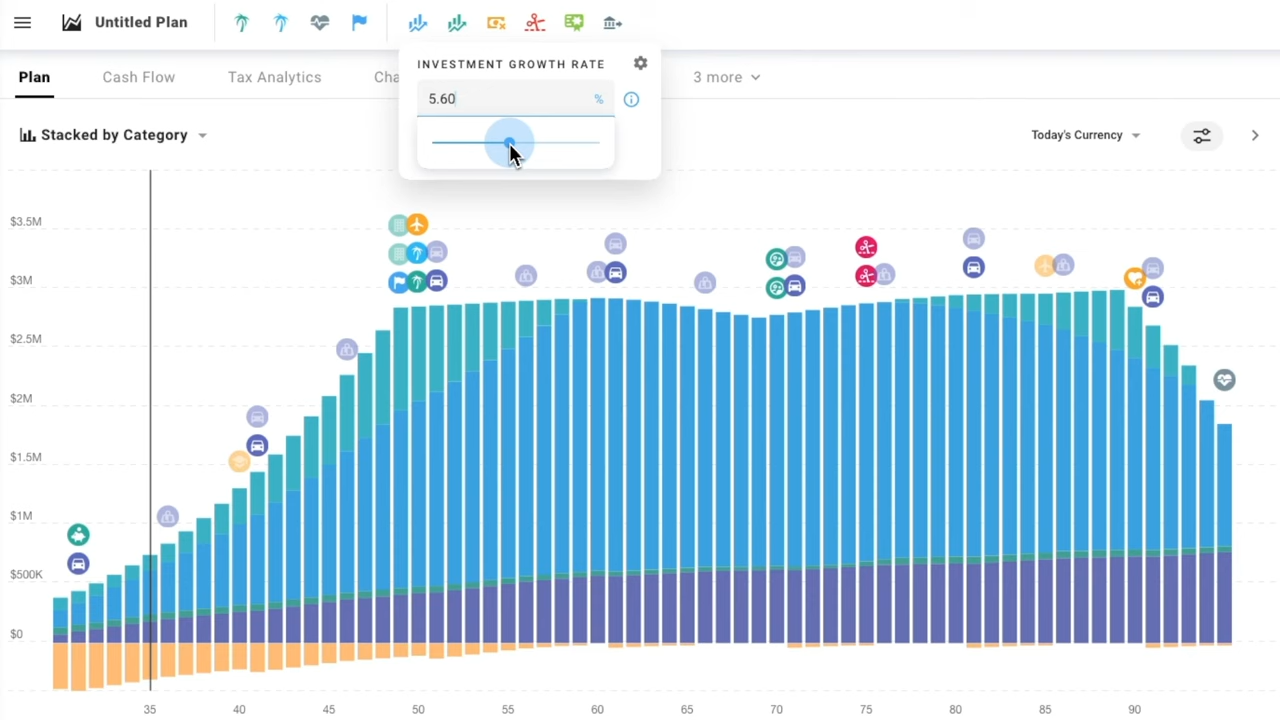 Untitled Plan
INVESTMENT GROWTH RATE
Plan
Cash Flow
Tax Analytics
Cha
3 more
5.60
%
Stacked by Category
Today's Currency
$3.5M
$3M
$2.5M
$2M
$1.5M
$1M
$500K
$0
35 40 45 50 55 60 65 70 75 80 85 90